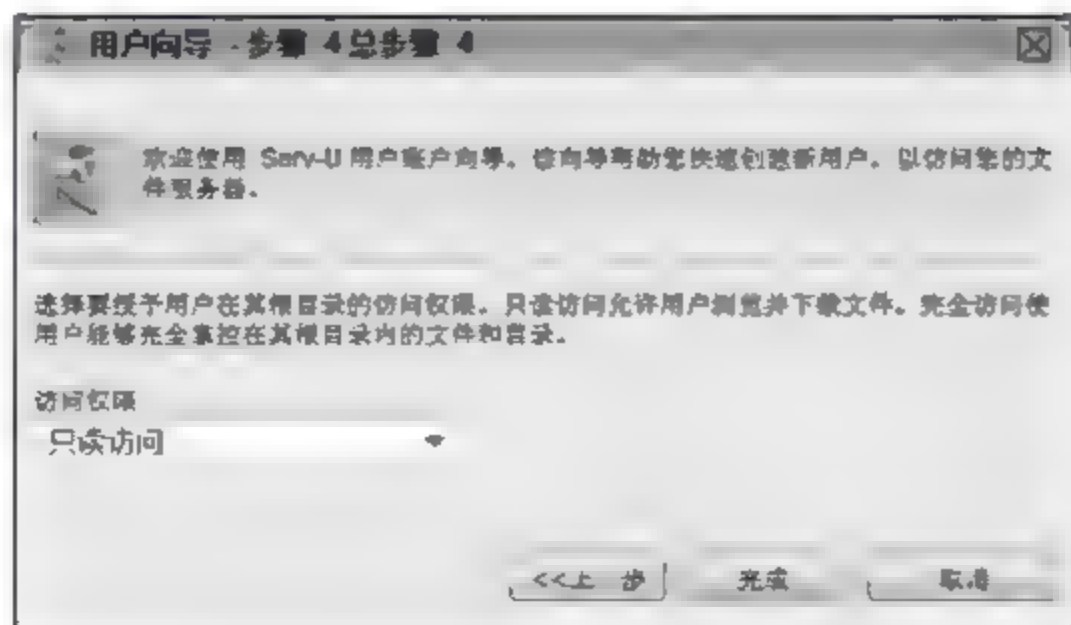 用户向导 - 步骤 4 总步骤 4
欢迎使用 Serv-U 用户账户向导。该向导帮助您快速创建新用户，以访问您的文
件服务器。
选择要授予用户在其根目录的访问权限。只读访问允许用户浏览并下载文件。完全访问使
用户能够完全掌控在其根目录内的文件和目录。
访问权限
只读访问
<<上一步
完成
取消